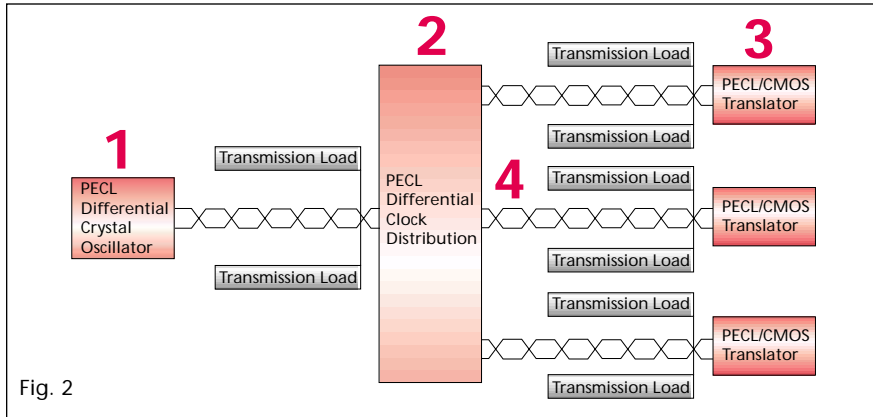 2
3
Transmission Load
PECL/CMOS
Translator
Transmission Load
1
Transmission Load
PECL
Differential
Crystal
Oscillator
Transmission Load
PECL
Differential
Clock
Distribution
4
Transmission Load
PECL/CMOS
Translator
Transmission Load
Transmission Load
PECL/CMOS
Translator
Transmission Load
Fig. 2